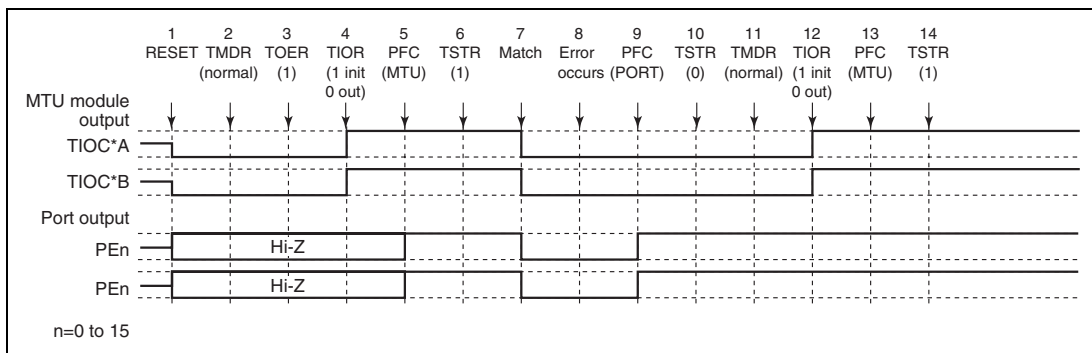 1 2 3 4 5 6 7 8 9 10 11 12 13 14
RESET TMDR TOER TIOR PFC TSTR Match Error PFC TSTR TMDR TIOR PFC TSTR
(normal) (1) (1 init (MTU) (1) occurs (PORT) (0) (normal) (1 init (MTU) (1)
0 out) 0 out)
MTU module
output
TIOC*A
TIOC*B
Port output
PEn Hi-Z
PEn Hi-Z
n=0 to 15